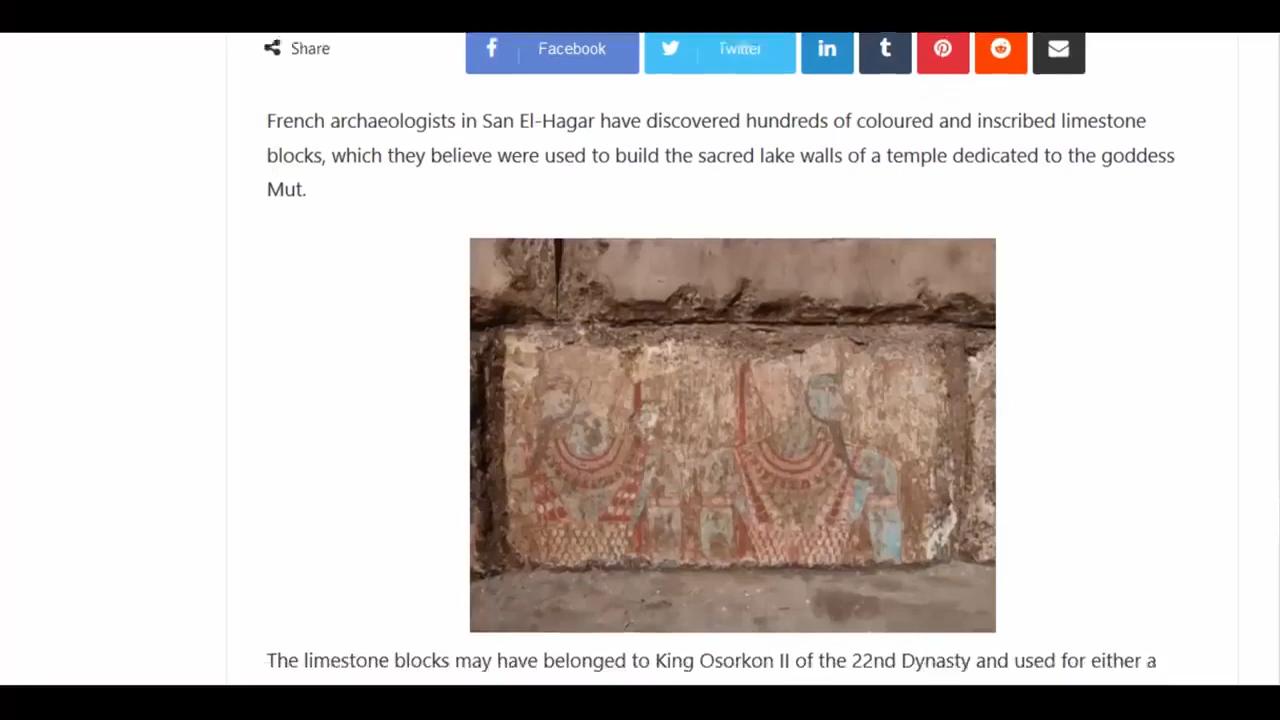 Share
Facebook
Twitter
in
t
French archaeologists in San El-Hagar have discovered hundreds of coloured and inscribed limestone
blocks, which they believe were used to build the sacred lake walls of a temple dedicated to the goddess
Mut.
The limestone blocks may have belonged to King Osorkon II of the 22nd Dynasty and used for either a